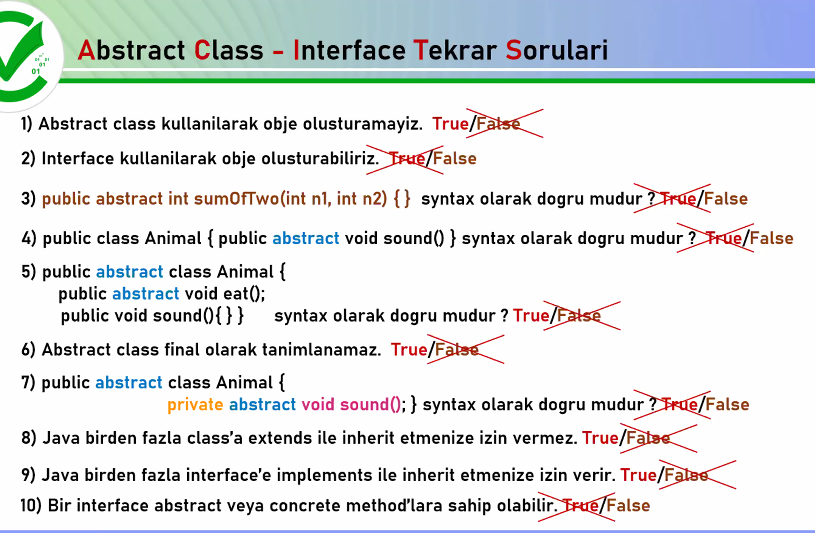 Abstract Class - Interface Tekrar Sorulari
1) Abstract class kullanilarak obje olusturamayiz. True/False
2) Interface kullanilarak obje olusturabiliriz. True/False
3) public abstract int sumOfTwo(int n1, int n2) { } syntax olarak dogru mudur ? True/False
4) public class Animal { public abstract void sound() } syntax olarak dogru mudur ? True/False
5) public abstract class Animal {
public abstract void eat();
public void sound(){ } } syntax olarak dogru mudur ? True/False
6) Abstract class final olarak tanimlanamaz. True/False
7) public abstract class Animal {
private abstract void sound(); } syntax olarak dogru mudur ? True/False
8) Java birden fazla class'a extends ile inherit etmenize izin vermez. True/False
9) Java birden fazla interface'e implements ile inherit etmenize izin verir. True/False
10) Bir interface abstract veya concrete method'lara sahip olabilir. True/False